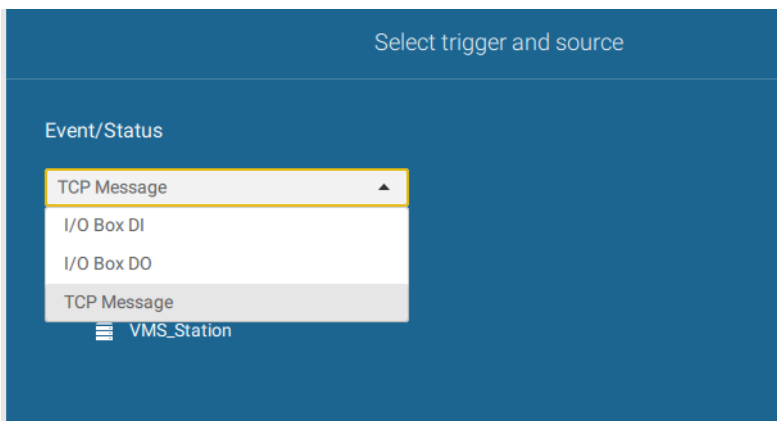 Select trigger and source
Event/Status
TCP Message
I/O Box DI
I/O Box DO
TCP Message
VMS_Station